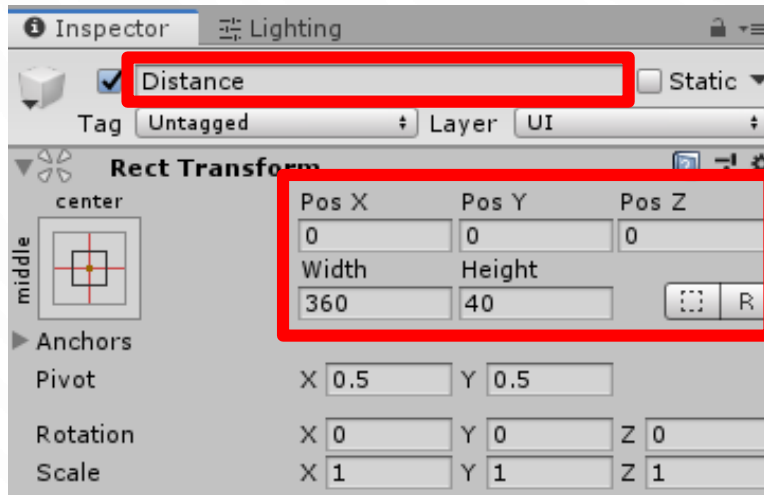 Inspector Lighting
Distance Static
Tag Untagged Layer UI
Rect Transform
center Pos X Pos Y Pos Z
0 0 0
middle
Width Height
360 40 R
Anchors
Pivot X 0.5 Y 0.5
Rotation X 0 Y 0 Z 0
Scale X 1 Y 1 Z 1